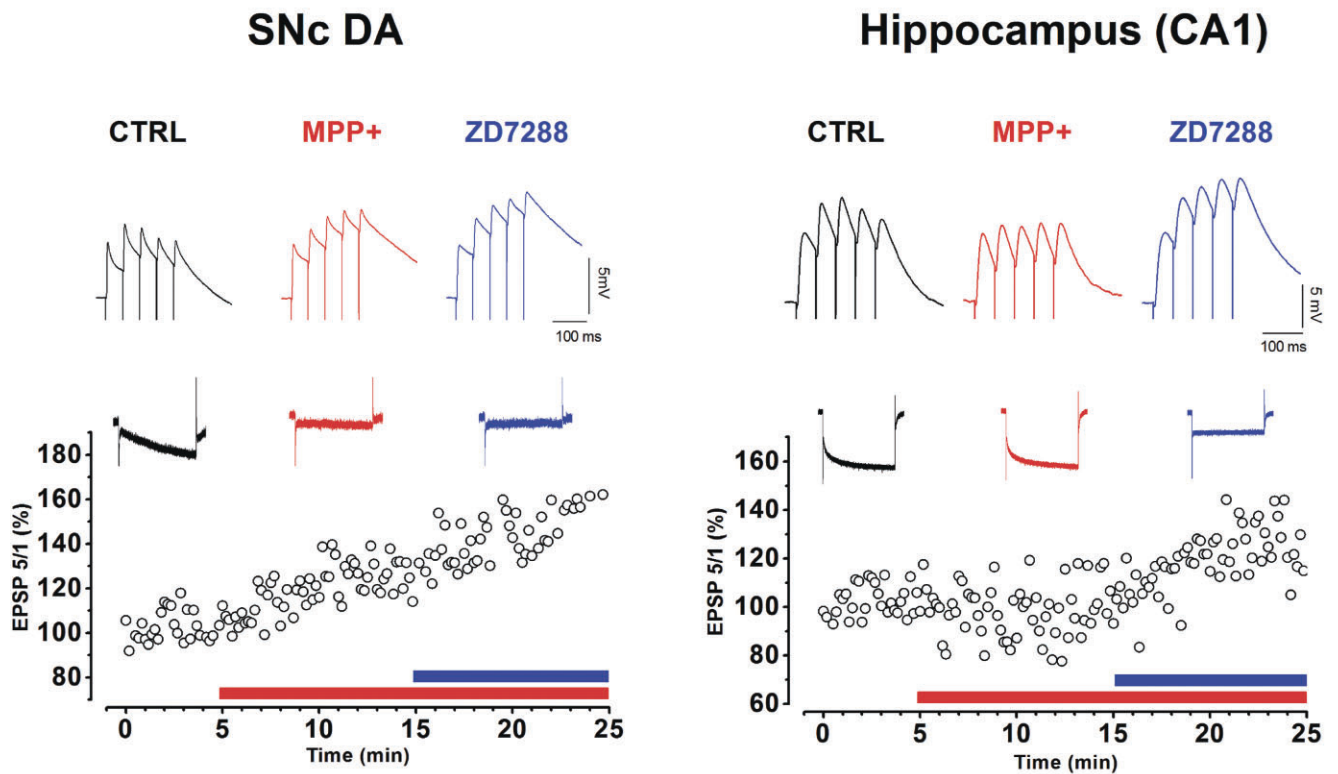 SNc DA
CTRL MPP+ ZD7288
5mV
100 ms
EPSP 5/1 (%)
180
160
140
120
100
80
0 5 10 15 20 25
Time (min)
Hippocampus (CA1)
CTRL MPP+ ZD7288
5 mV
100 ms
EPSP 5/1 (%)
160
140
120
100
80
60
0 5 10 15 20 25
Time (min)